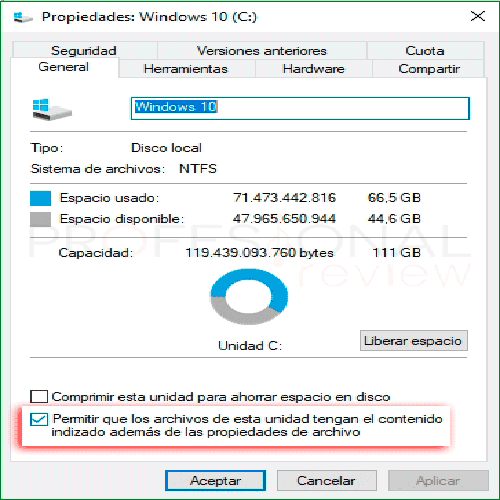 Propiedades: Windows 10 (C:)
Seguridad Versiones anteriores Cuota
General Herramientas Hardware Compartir
Windows 10
Tipo: Disco local
Sistema de archivos: NTFS
Espacio usado: 71.473.442.816 66,5 GB
Espacio disponible: 47.965.650.944 44,6 GB
PROFESIONAL
review
Capacidad: 119.439.093.760 bytes 111 GB
Unidad C:
Liberar espacio
Comprimir esta unidad para ahorrar espacio en disco
Permitir que los archivos de esta unidad tengan el contenido
indizado además de las propiedades de archivo
Aceptar Cancelar Aplicar